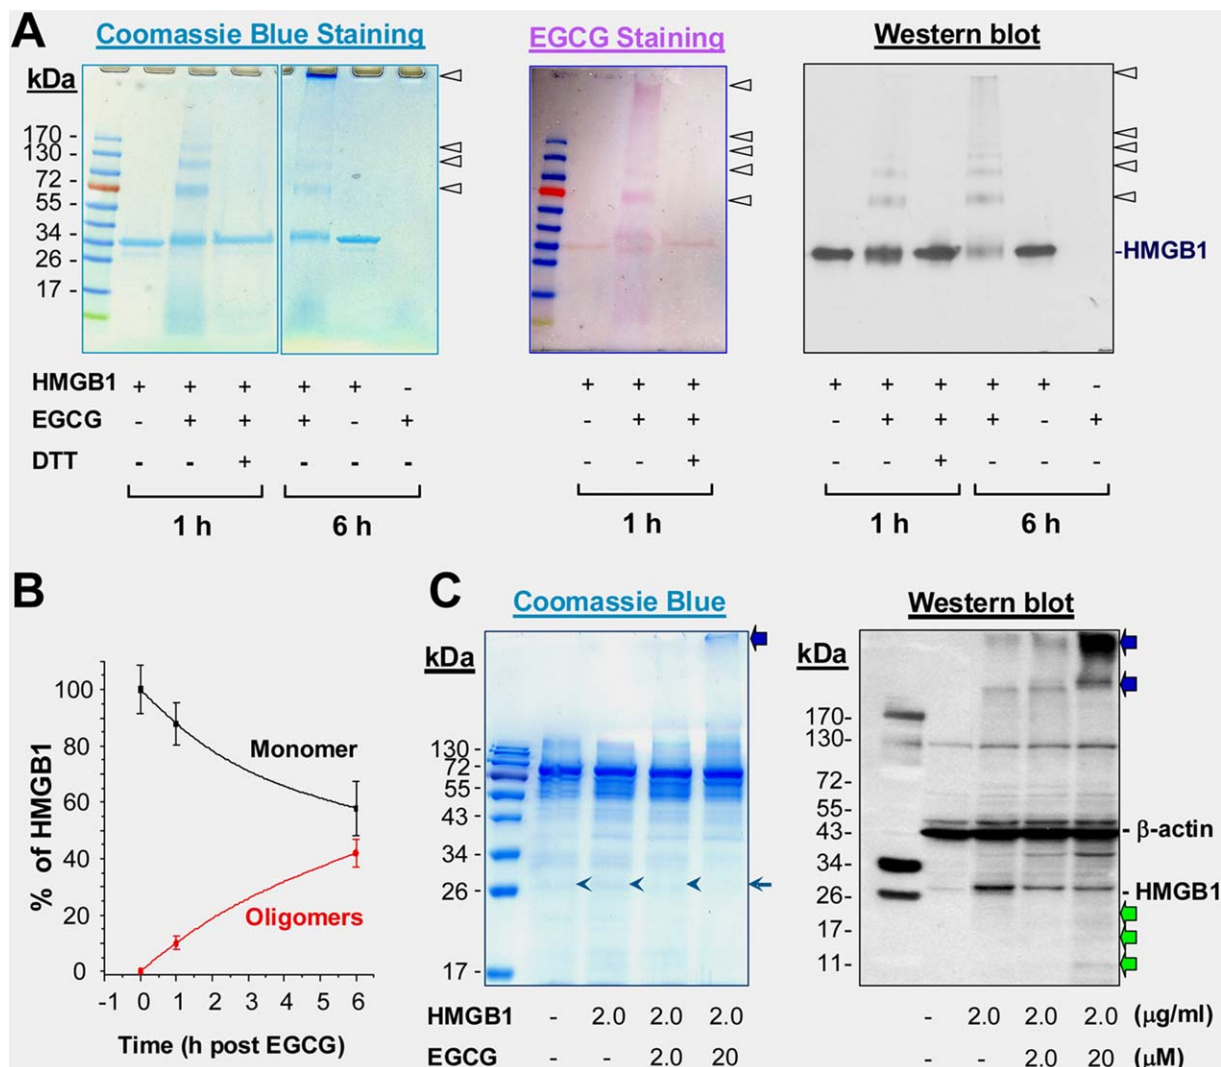 A
Coomassie Blue Staining
EGCG Staining
Western blot
kDa
170 -
130 -
72 -
55 -
34 -
26 -
17 -
-HMGB1
HMGB1 + + + + + - + + + + + + + + -
EGCG - + + + - + - + + - + + + - +
DTT - - + - - - - - + - - + - - -
1 h 6 h 1 h 1 h 6 h
B
% of HMGB1
100
80
60
40
20
0
Monomer
Oligomers
-1 0 1 2 3 4 5 6
Time (h post EGCG)
C
Coomassie Blue
kDa
130 -
72 -
55 -
43 -
34 -
26 -
17 -
HMGB1 - 2.0 2.0 2.0
EGCG - - 2.0 20
Western blot
kDa
170-
130-
72-
55-
43-
34-
26-
17-
11-
- β-actin
- HMGB1
- 2.0 2.0 2.0 (μg/ml)
- - 2.0 20 (μM)